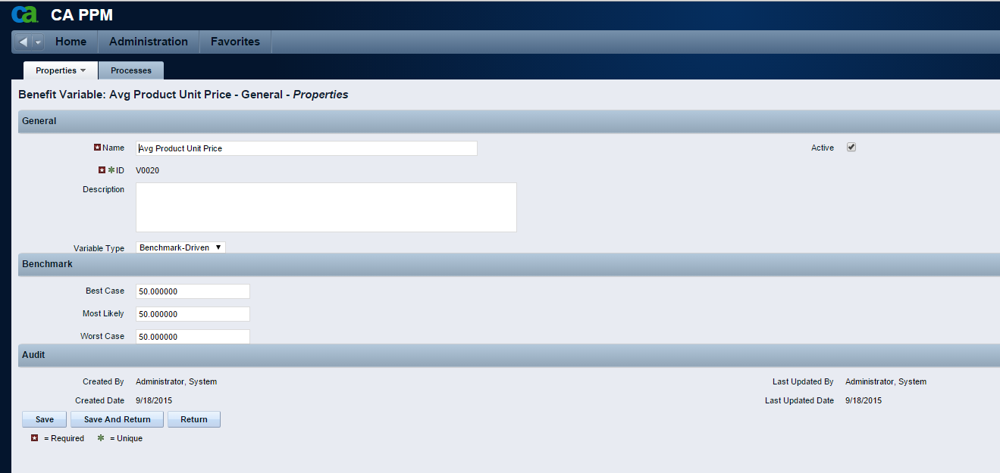 ca CA PPM
Home Administration Favorites
Properties Processes
Benefit Variable: Avg Product Unit Price - General - Properties
General
Name Avg Product Unit Price Active
ID V0020
Description
Variable Type Benchmark-Driven
Benchmark
Best Case 50.000000
Most Likely 50.000000
Worst Case 50.000000
Audit
Created By Administrator, System Last Updated By Administrator, System
Created Date 9/18/2015 Last Updated Date 9/18/2015
Save Save And Return Return
= Required = Unique